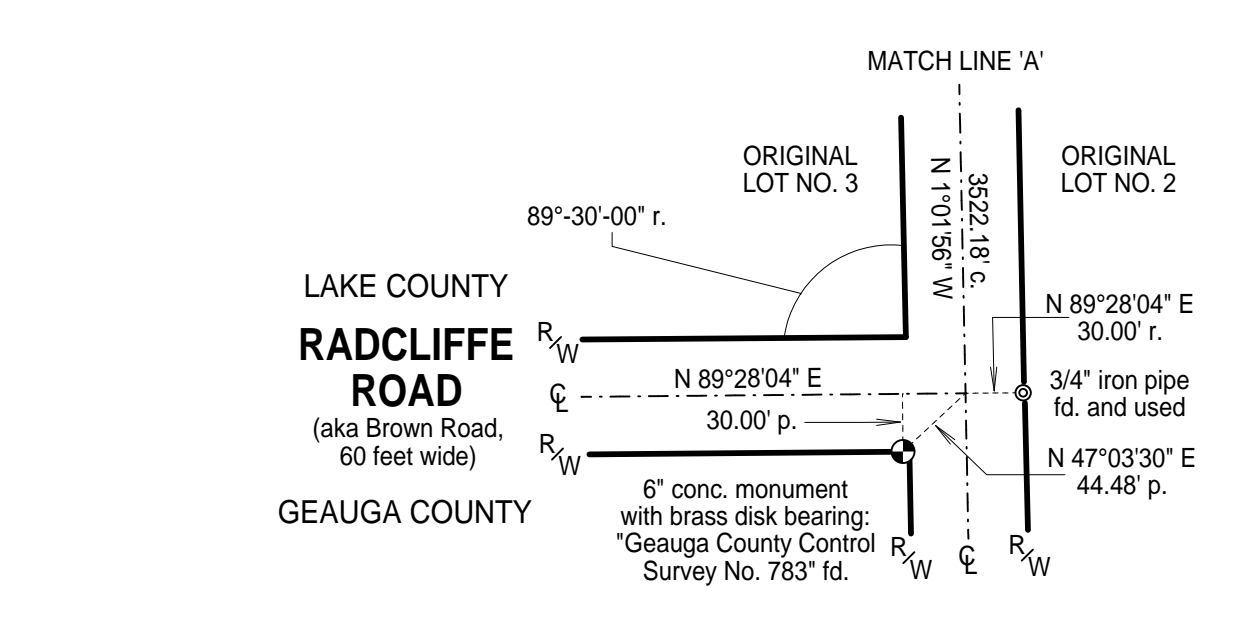 MATCH LINE 'A'
ORIGINAL
LOT NO. 3
ORIGINAL
LOT NO. 2
N 1°01'56" W
3522.18' c.
89°-30'-00" r.
LAKE COUNTY
RADCLIFFE
ROAD
(aka Brown Road,
60 feet wide)
GEAUGA COUNTY
R/W
℄
R/W
N 89°28'04" E
30.00' p.
N 89°28'04" E
30.00' r.
3/4" iron pipe
fd. and used
N 47°03'30" E
44.48' p.
6" conc. monument
with brass disk bearing:
"Geauga County Control
Survey No. 783" fd.
R/W
℄
R/W